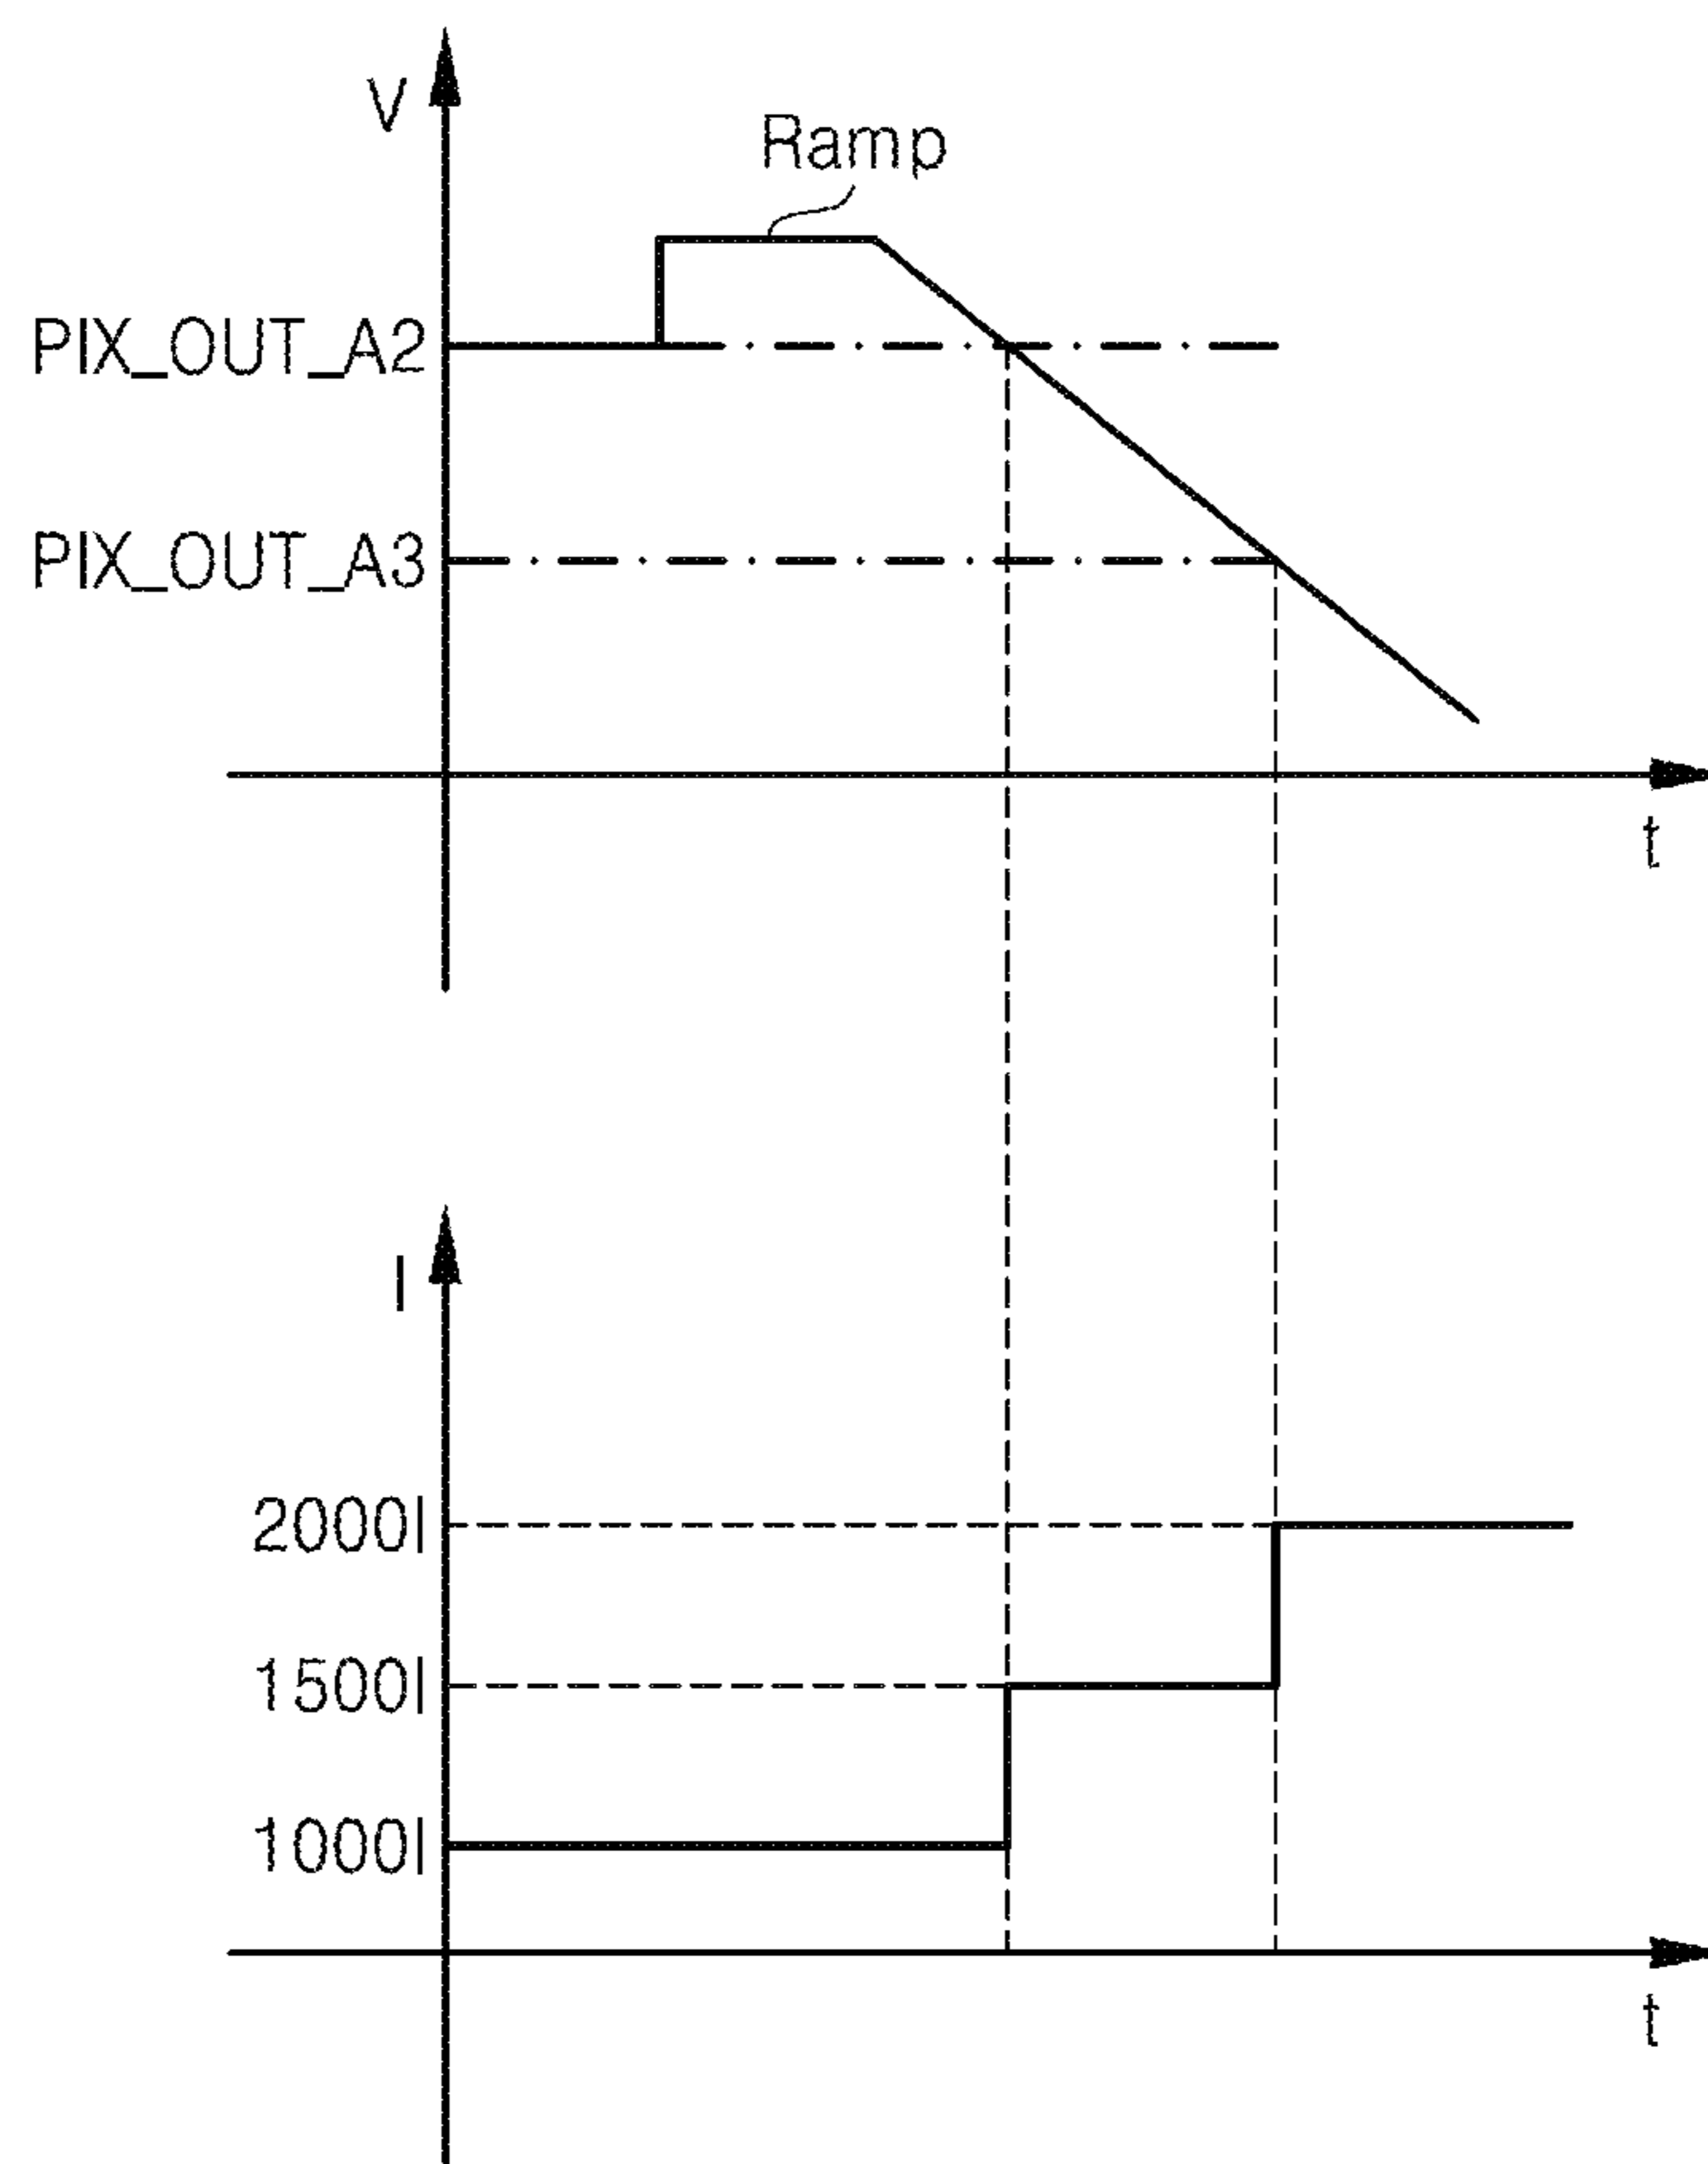 V
Ramp
PIX_OUT_A2
PIX_OUT_A3
t
I
2000I
1500I
1000I
t